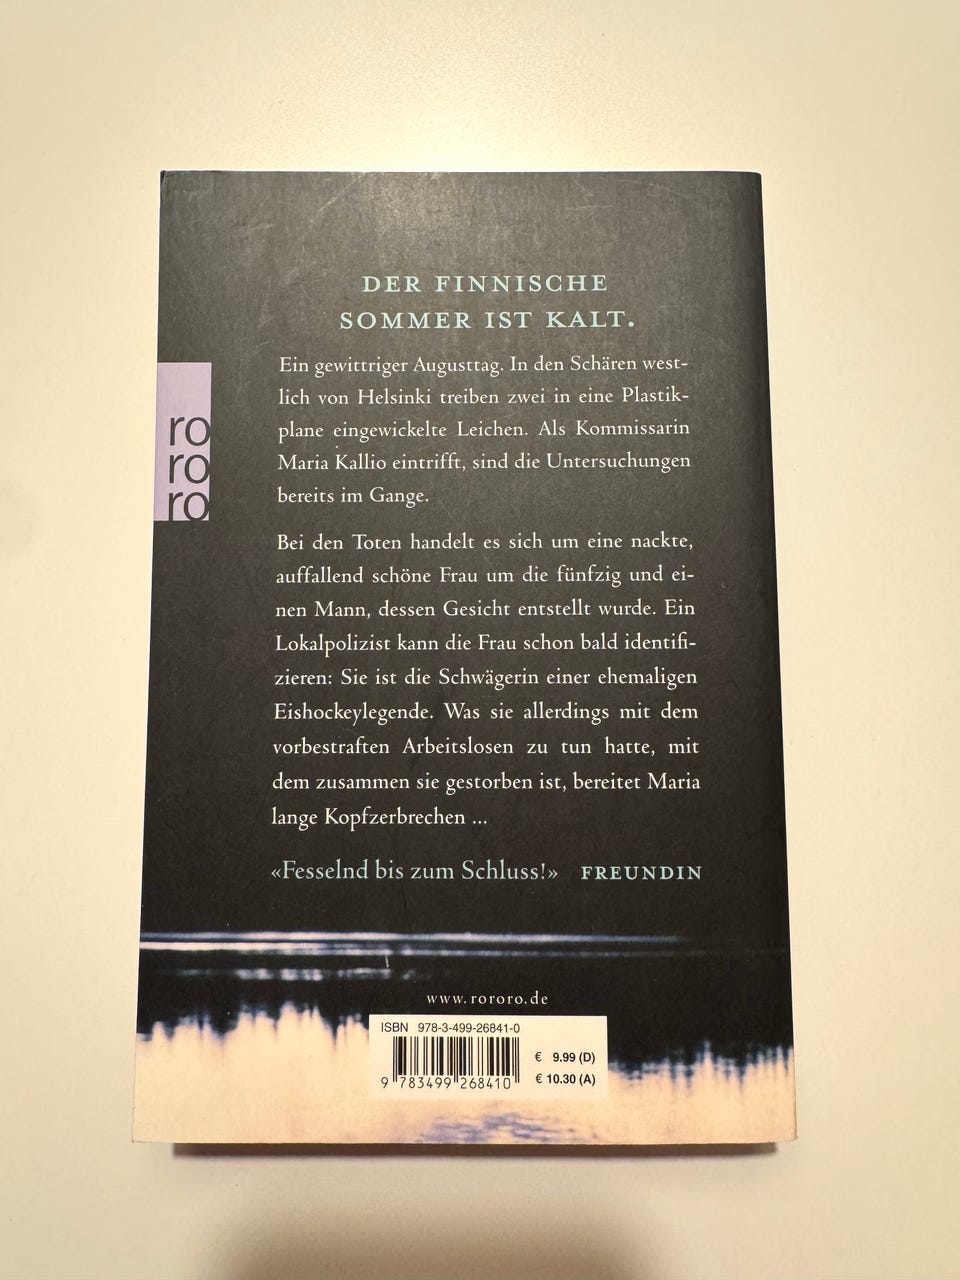 DER FINNISCHE
SOMMER IST KALT.
Ein gewittriger Augusttag. In den Schären west-
lich von Helsinki treiben zwei in eine Plastik-
plane eingewickelte Leichen. Als Kommissarin
Maria Kallio eintrifft, sind die Untersuchungen
bereits im Gange.
Bei den Toten handelt es sich um eine nackte,
auffallend schöne Frau um die fünfzig und ei-
nen Mann, dessen Gesicht entstellt wurde. Ein
Lokalpolizist kann die Frau schon bald identifi-
zieren: Sie ist die Schwägerin einer ehemaligen
Eishockeylegende. Was sie allerdings mit dem
vorbestraften Arbeitslosen zu tun hatte, mit
dem zusammen sie gestorben ist, bereitet Maria
lange Kopfzerbrechen ...
«Fesselnd bis zum Schluss!» FREUNDIN
ro
ro
ro
www.rororo.de
ISBN 978-3-499-26841-0
€ 9.99 (D)
€ 10.30 (A)
9 783499 268410